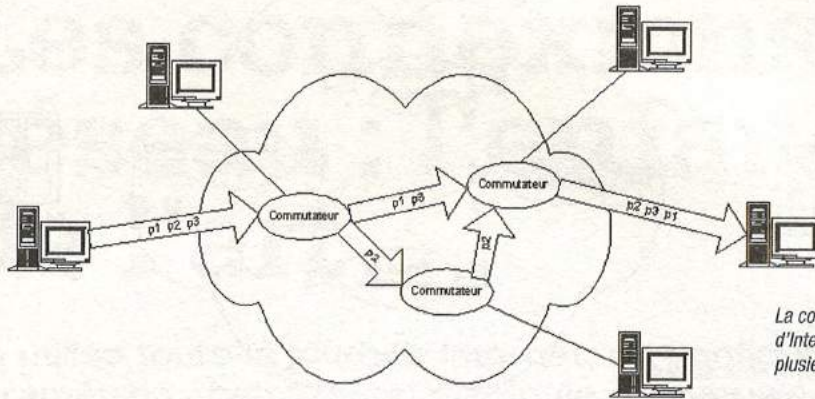 p1 p2 p3
Commutateur
p1 p3
Commutateur
p2 p3 p1
p2
p2
Commutateur
La co
d'Inte
plusie